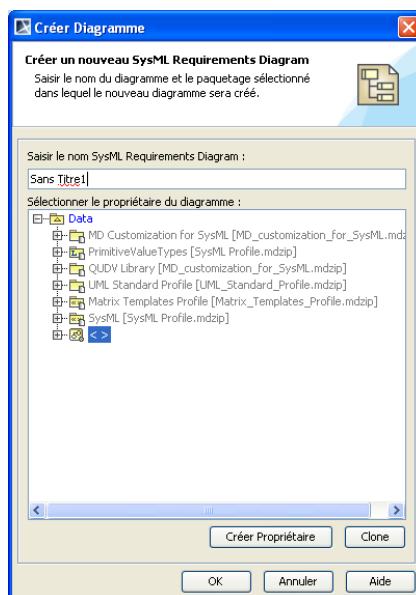 Créer Diagramme
Créer un nouveau SysML Requirements Diagram
Saisir le nom du diagramme et le paquetage sélectionné
dans lequel le nouveau diagramme sera créé.
Saisir le nom SysML Requirements Diagram :
Sans Titre1
Sélectionner le propriétaire du diagramme :
Data
MD Customization for SysML [MD_customization_for_SysML.mdz
PrimitiveValueTypes [SysML Profile.mdzip]
QUDV Library [MD_customization_for_SysML.mdzip]
UML Standard Profile [UML_Standard_Profile.mdzip]
Matrix Templates Profile [Matrix_Templates_Profile.mdzip]
SysML [SysML Profile.mdzip]
< >
Créer Propriétaire Clone
OK Annuler Aide